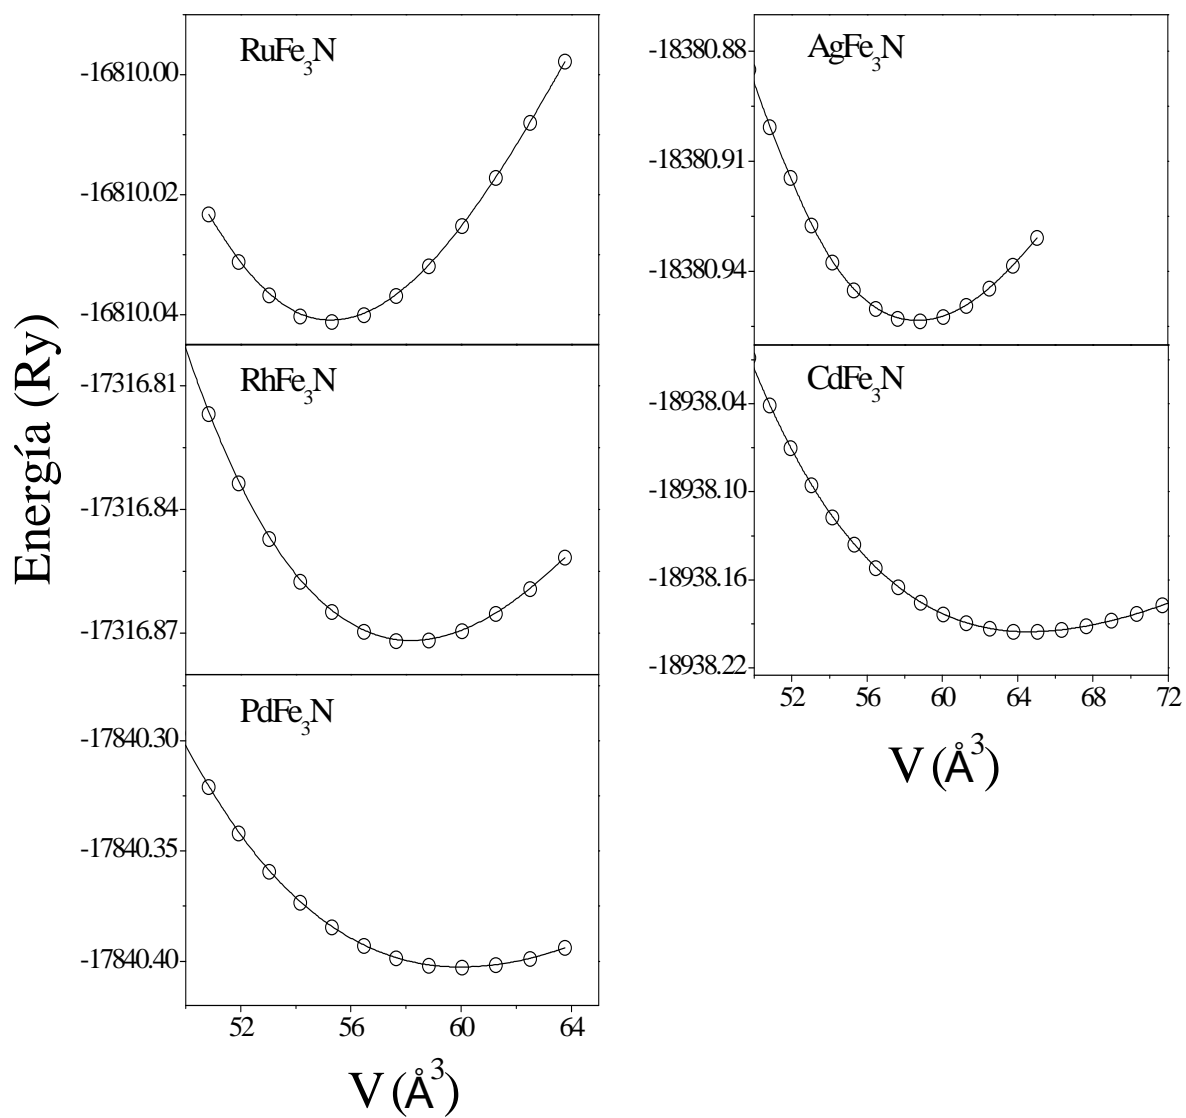 Energía (Ry)
RuFe₃N
-16810.00
-16810.02
-16810.04
RhFe₃N
-17316.81
-17316.84
-17316.87
PdFe₃N
-17840.30
-17840.35
-17840.40
52 56 60 64
V (Å³)
AgFe₃N
-18380.88
-18380.91
-18380.94
CdFe₃N
-18938.04
-18938.10
-18938.16
-18938.22
52 56 60 64 68 72
V (Å³)